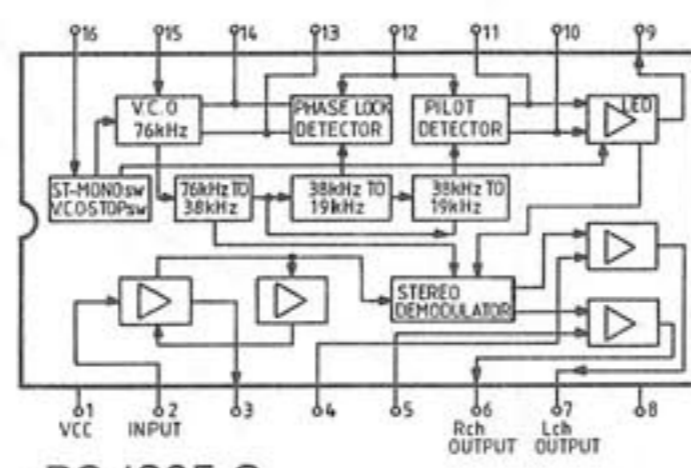 16 15 14 13 12 11 10 9
V.C.O
76kHz
PHASE LOCK
DETECTOR
PILOT
DETECTOR
LED
ST-MONO SW
V.C.O STOP SW
76kHz TO
38kHz
38kHz TO
19kHz
38kHz TO
19kHz
STEREO
DEMODULATOR
1 2 3 4 5 6 7 8
VCC
INPUT
Rch
OUTPUT
Lch
OUTPUT